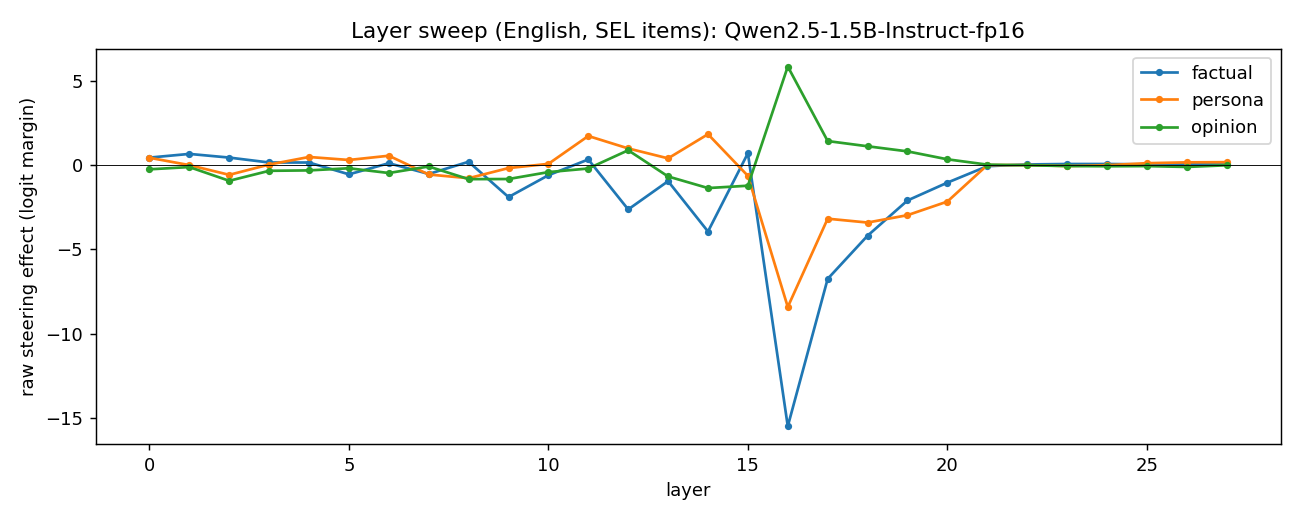 Layer sweep (English, SEL items): Qwen2.5-1.5B-Instruct-fp16
raw steering effect (logit margin)
5
0
−5
−10
−15
factual
persona
opinion
0 5 10 15 20 25
layer